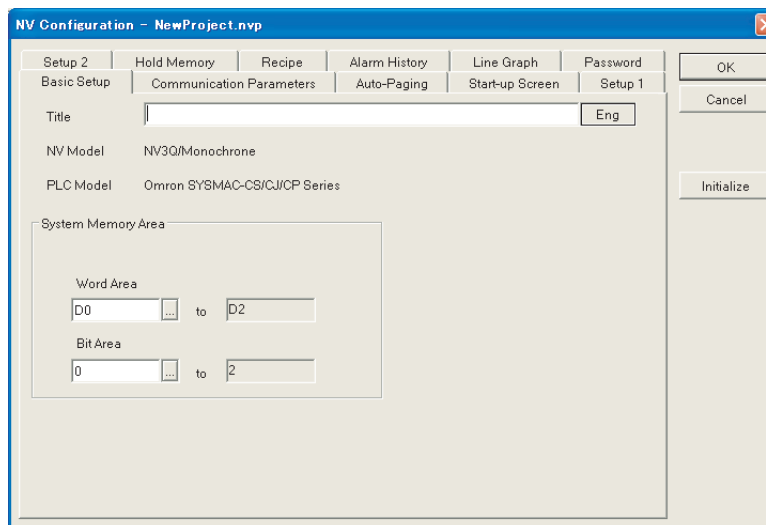 NV Configuration - NewProject.nvp
Setup 2 Hold Memory Recipe Alarm History Line Graph Password
Basic Setup Communication Parameters Auto-Paging Start-up Screen Setup 1
OK
Cancel
Initialize
Title Eng
NV Model NV3Q/Monochrone
PLC Model Omron SYSMAC-CS/CJ/CP Series
System Memory Area
Word Area
D0 ... to D2
Bit Area
0 ... to 2